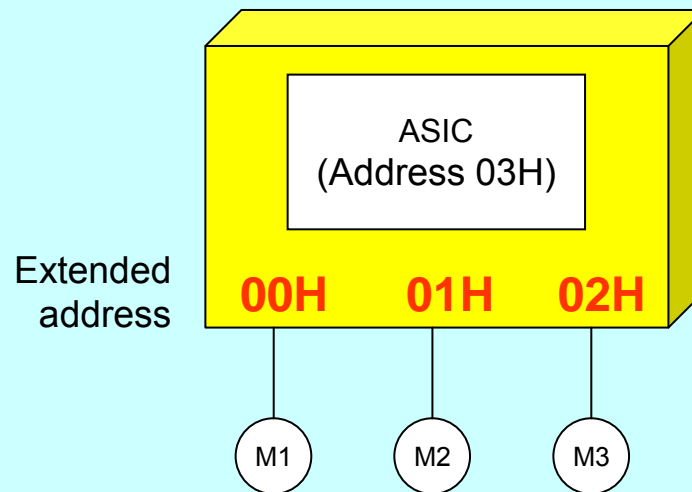 ASIC
(Address 03H)
Extended
address
00H 01H 02H
M1 M2 M3